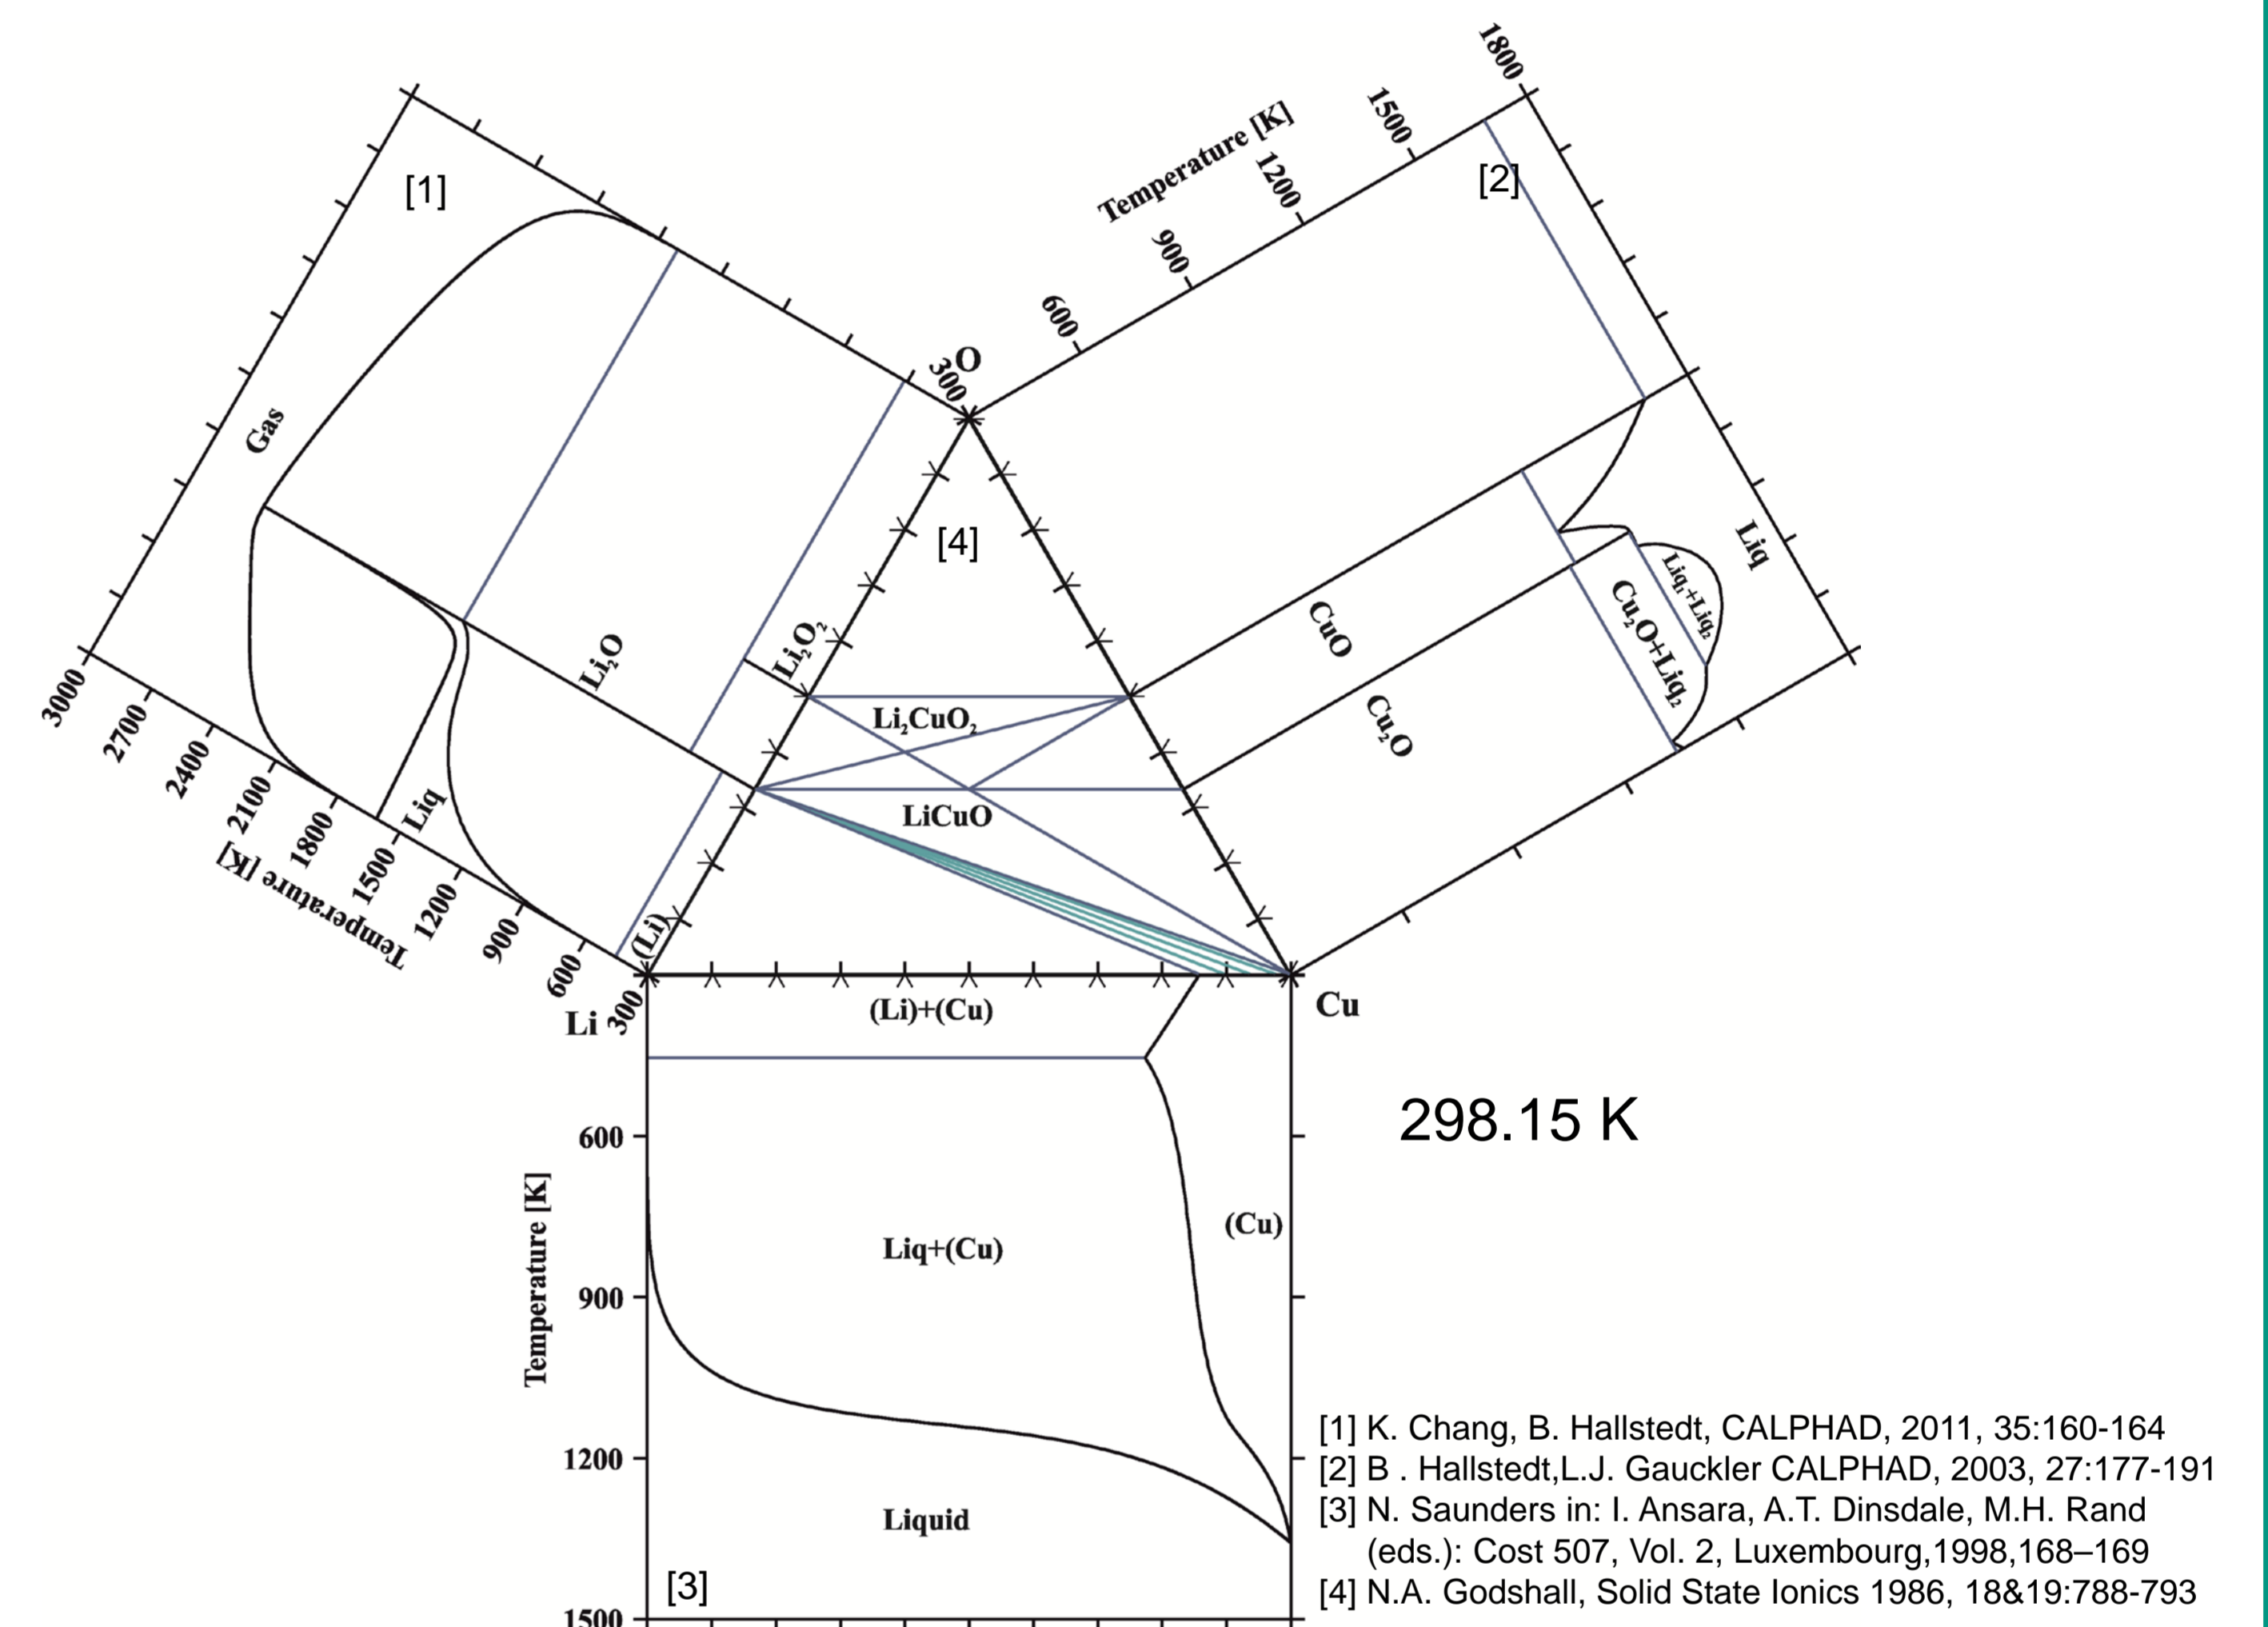 1800
1500
Temperature [K]
1200
900
600
[1]
[2]
O
300
Gas
[4]
Liq
Liq₁+Liq₂
Cu₂O+Liq₂
CuO
Cu₂O
Li₂O
Li₂O₂
Li₂CuO₂
LiCuO
3000
2700
2400
2100
1800
1500
1200
900
600
300
Temperature [K]
Liq
(Li)
Li
Cu
(Li)+(Cu)
298.15 K
600
900
1200
1500
Temperature [K]
(Cu)
Liq+(Cu)
Liquid
[3]
[1] K. Chang, B. Hallstedt, CALPHAD, 2011, 35:160-164
[2] B . Hallstedt,L.J. Gauckler CALPHAD, 2003, 27:177-191
[3] N. Saunders in: I. Ansara, A.T. Dinsdale, M.H. Rand
(eds.): Cost 507, Vol. 2, Luxembourg,1998,168–169
[4] N.A. Godshall, Solid State Ionics 1986, 18&19:788-793